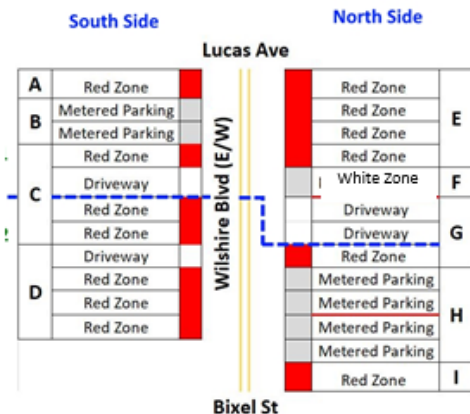 South Side
North Side
Lucas Ave
A
Red Zone
B
Metered Parking
Metered Parking
C
Red Zone
Driveway
Red Zone
Red Zone
D
Driveway
Red Zone
Red Zone
Red Zone
Wilshire Blvd (E/W)
Red Zone
Red Zone
Red Zone
Red Zone
E
White Zone
F
Driveway
Driveway
Red Zone
G
Metered Parking
Metered Parking
Metered Parking
Metered Parking
H
Red Zone
I
Bixel St